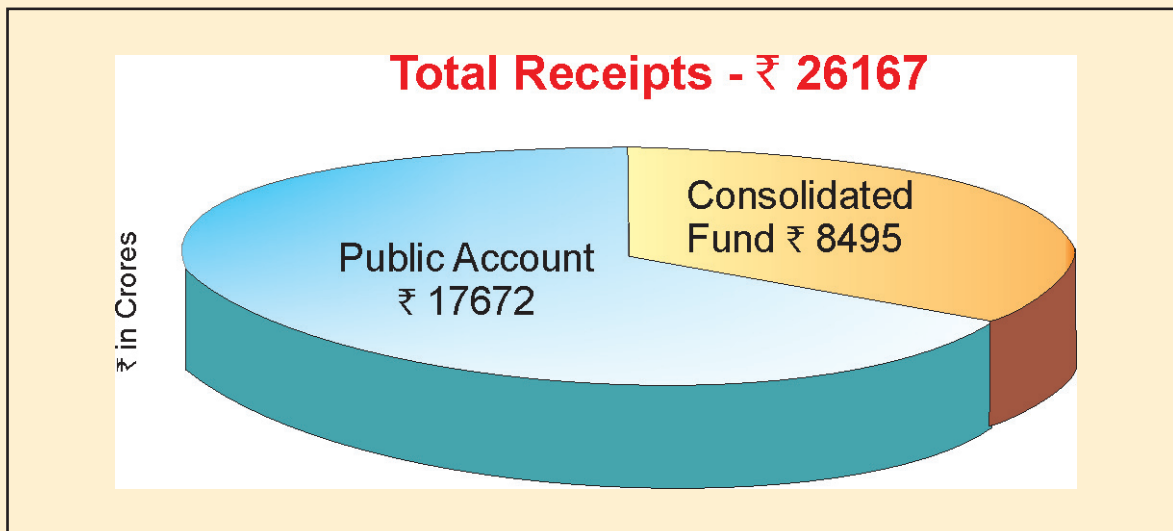 Total Receipts - ₹ 26167
Consolidated
Fund ₹ 8495
Public Account
₹ 17672
₹ in Crores